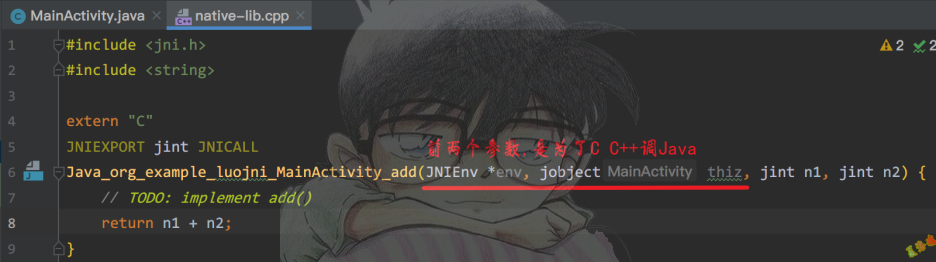 MainActivity.java
native-lib.cpp
1 #include <jni.h>
2 #include <string>
3
4 extern "C"
前两个参数,是为了C C++调Java
5 JNIEXPORT jint JNICALL
6 Java_org_example_luojni_MainActivity_add(JNIEnv *env, jobject MainActivity thiz, jint n1, jint n2) {
7 // TODO: implement add()
8 return n1 + n2;
9 }
2
2